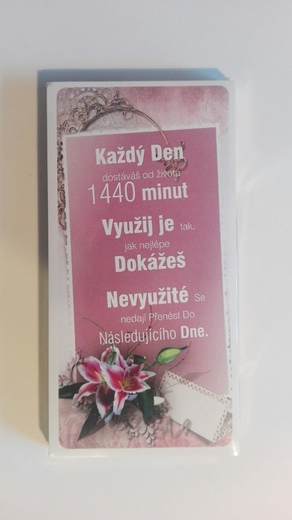 Každý Den
dostáváš od života
1440 minut
Využij je tak,
jak nejlépe
Dokážeš
Nevyužité Se
nedají Přenést Do
Následujícího Dne.